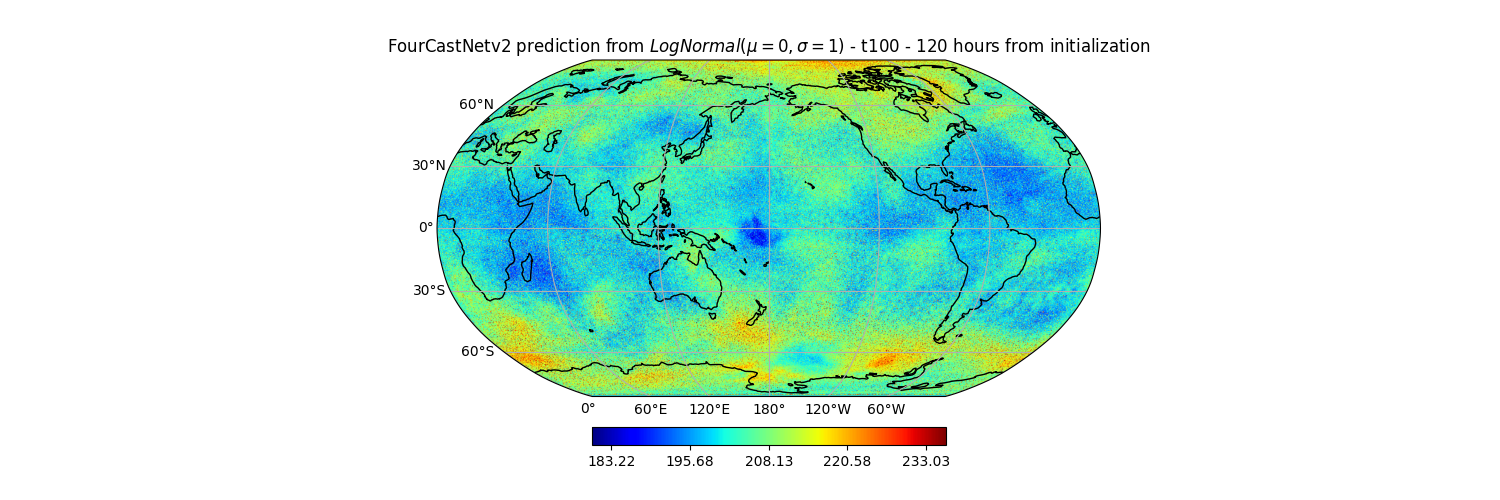 FourCastNetv2 prediction from LogNormal(μ = 0, σ = 1) - t100 - 120 hours from initialization
60°N
30°N
0°
30°S
60°S
0° 60°E 120°E 180° 120°W 60°W
183.22 195.68 208.13 220.58 233.03